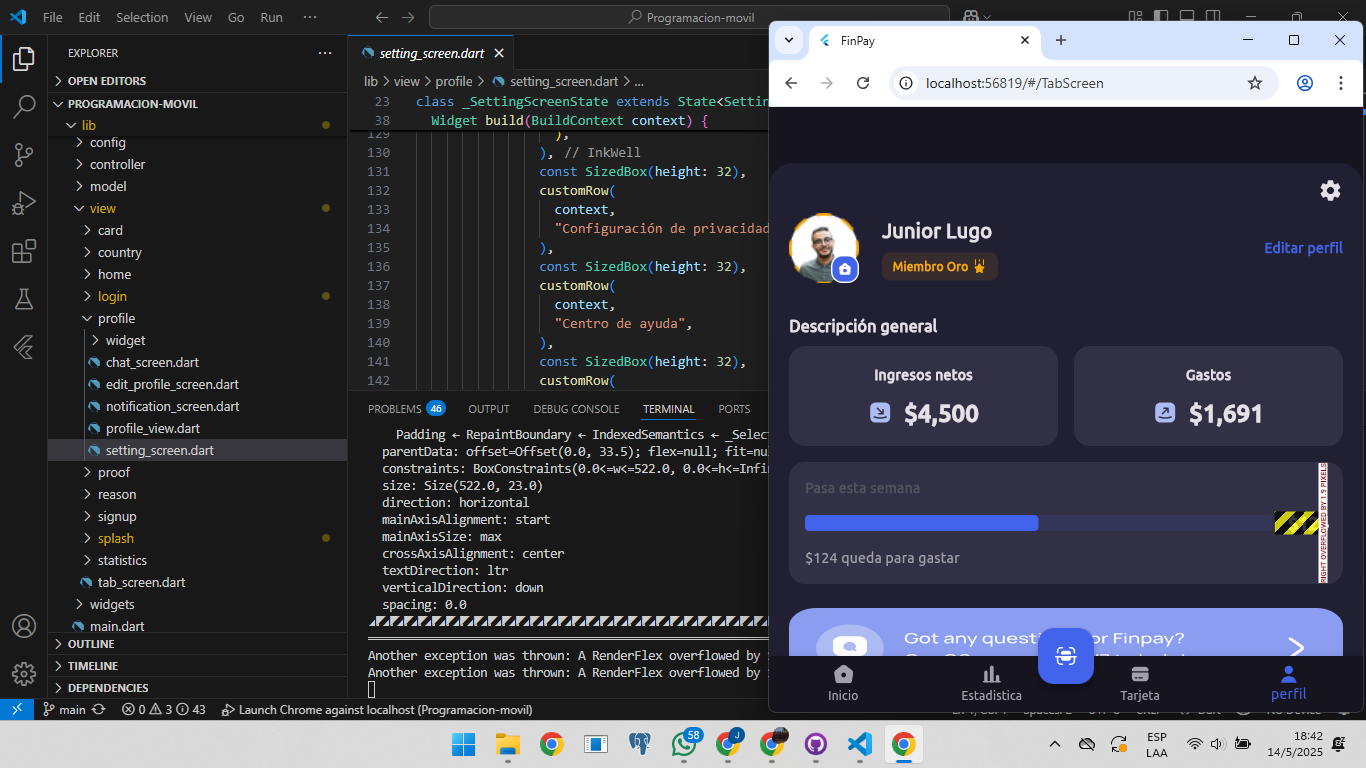 File Edit Selection View Go Run ···
Programacion-movil
EXPLORER ···
OPEN EDITORS
PROGRAMACION-MOVIL
lib
config
controller
model
view
card
country
home
login
profile
widget
chat_screen.dart
edit_profile_screen.dart
notification_screen.dart
profile_view.dart
setting_screen.dart
proof
reason
signup
splash
statistics
tab_screen.dart
widgets
main.dart
OUTLINE
TIMELINE
DEPENDENCIES
setting_screen.dart
lib > view > profile > setting_screen.dart > ...
23 class _SettingScreenState extends State<Settin
38 Widget build(BuildContext context) {
129 ),
130 ), // InkWell
131 const SizedBox(height: 32),
132 customRow(
133 context,
134 "Configuración de privacidad
135 ),
136 const SizedBox(height: 32),
137 customRow(
138 context,
139 "Centro de ayuda",
140 ),
141 const SizedBox(height: 32),
142 customRow(
PROBLEMS 46 OUTPUT DEBUG CONSOLE TERMINAL PORTS
Padding ← RepaintBoundary ← IndexedSemantics ← _Selec
parentData: offset=Offset(0.0, 33.5); flex=null; fit=nu
constraints: BoxConstraints(0.0<=w<=522.0, 0.0<=h<=Infi
size: Size(522.0, 23.0)
direction: horizontal
mainAxisAlignment: start
mainAxisSize: max
crossAxisAlignment: center
textDirection: ltr
verticalDirection: down
spacing: 0.0
Another exception was thrown: A RenderFlex overflowed by
Another exception was thrown: A RenderFlex overflowed by
main 0 3 43 Launch Chrome against localhost (Programacion-movil)
FinPay
localhost:56819/#/TabScreen
Junior Lugo
Miembro Oro
Editar perfil
Descripción general
Ingresos netos
$4,500
Gastos
$1,691
Pasa esta semana
RIGHT OVERFLOWED BY 1.9 PIXELS
$124 queda para gastar
Got any for Finpay?
Inicio
Estadistica
Tarjeta
perfil
58
ESP
LAA
18:42
14/5/2025